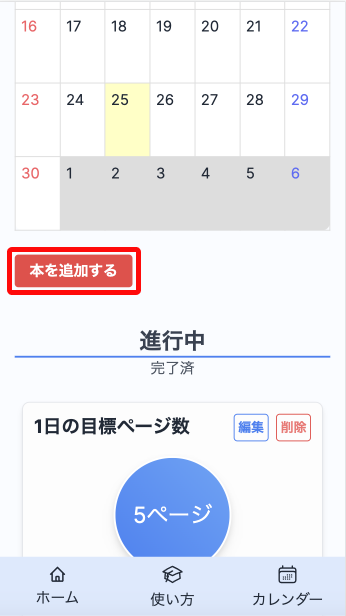 16 17 18 19 20 21 22
23 24 25 26 27 28 29
30 1 2 3 4 5 6
本を追加する
進行中
完了済
1日の目標ページ数 編集 削除
5ページ
ホーム 使い方 カレンダー